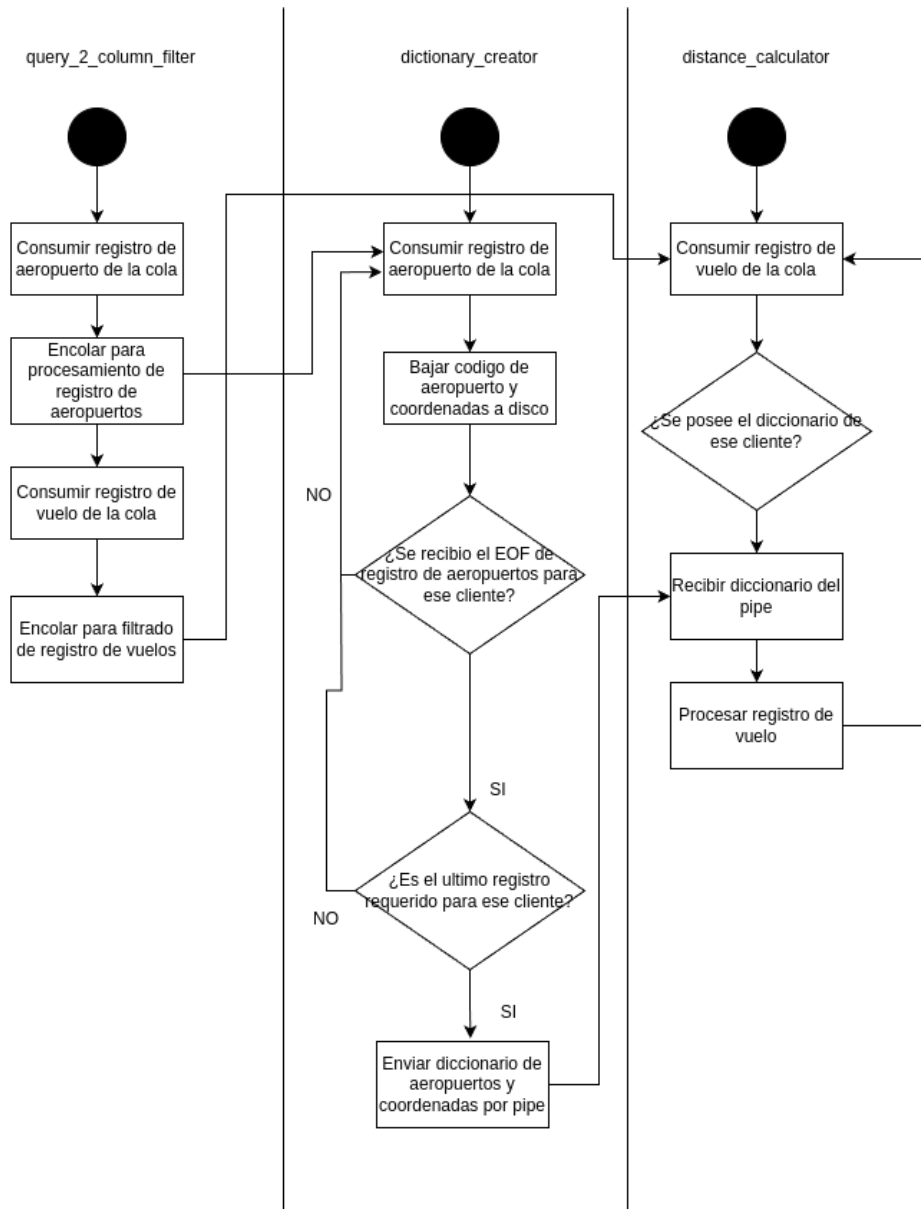 query_2_column_filter
Consumir registro de
aeropuerto de la cola
Encolar para
procesamiento de
registro de
aeropuertos
Consumir registro de
vuelo de la cola
Encolar para filtrado
de registro de vuelos
dictionary_creator
Consumir registro de
aeropuerto de la cola
Bajar codigo de
aeropuerto y
coordenadas a disco
NO
¿Se recibio el EOF de
registro de aeropuertos para
ese cliente?
SI
¿Es el ultimo registro
requerido para ese cliente?
NO
SI
Enviar diccionario de
aeropuertos y
coordenadas por pipe
distance_calculator
Consumir registro de
vuelo de la cola
¿Se posee el diccionario de
ese cliente?
Recibir diccionario del
pipe
Procesar registro de
vuelo